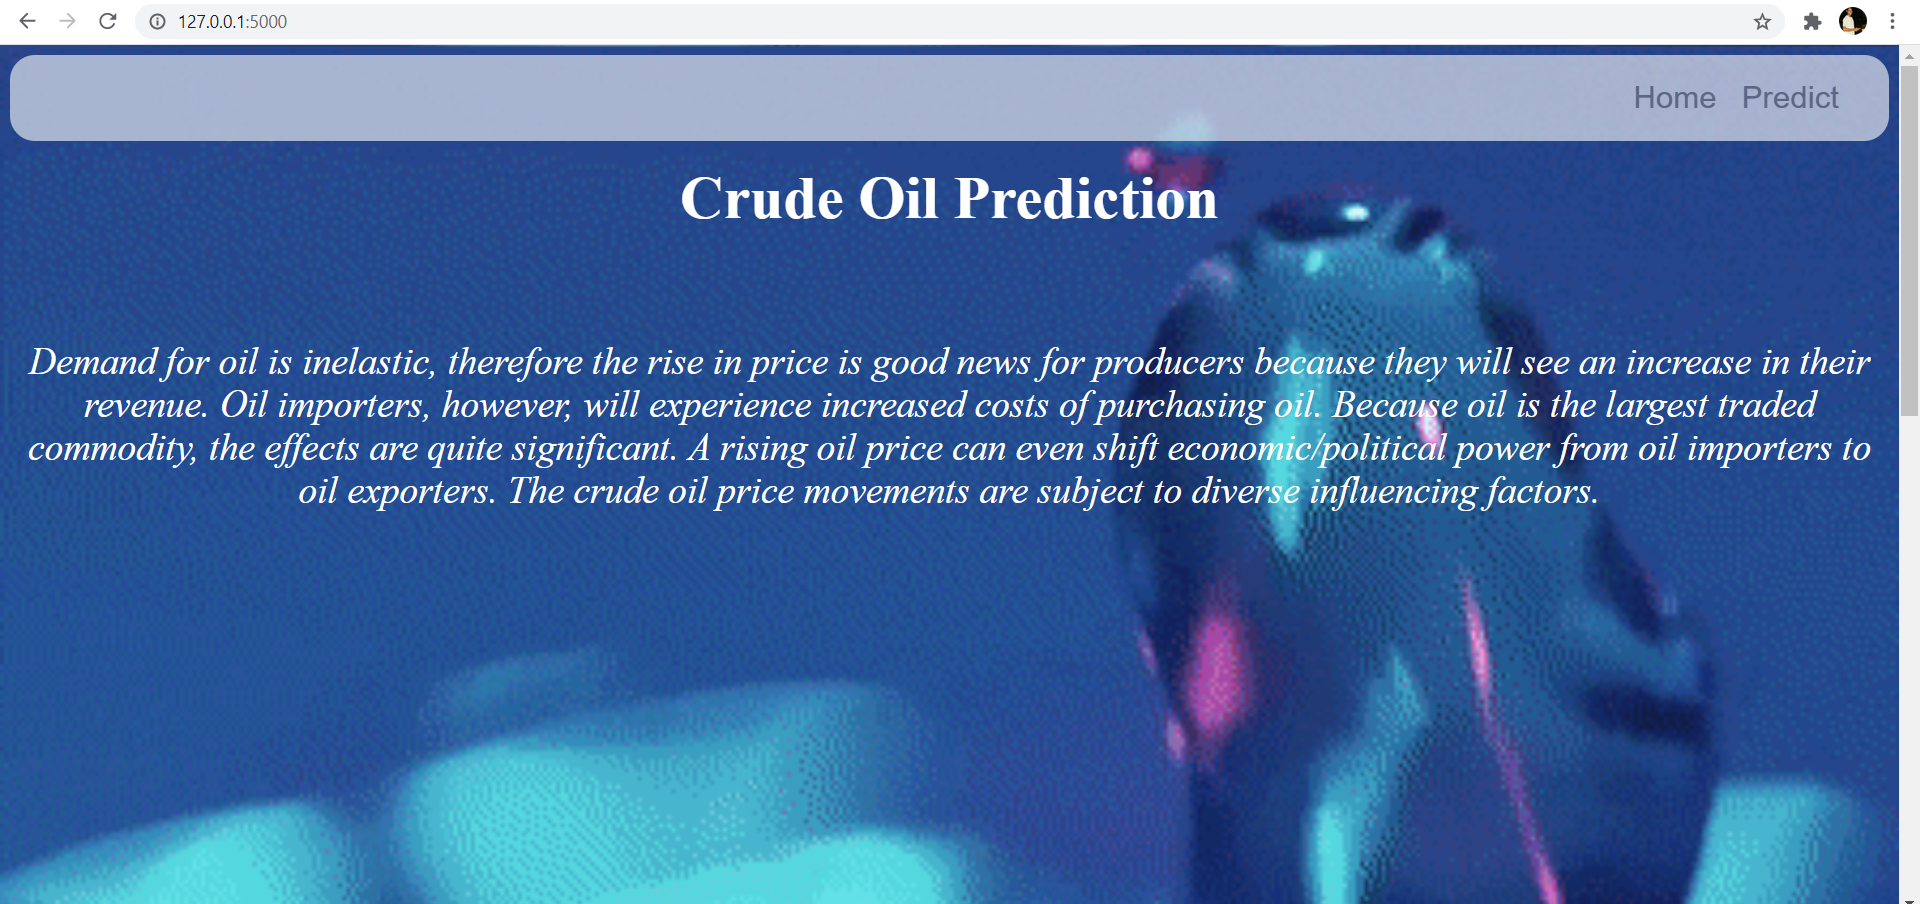 127.0.0.1:5000
Home Predict
Crude Oil Prediction
Demand for oil is inelastic, therefore the rise in price is good news for producers because they will see an increase in their
revenue. Oil importers, however, will experience increased costs of purchasing oil. Because oil is the largest traded
commodity, the effects are quite significant. A rising oil price can even shift economic/political power from oil importers to
oil exporters. The crude oil price movements are subject to diverse influencing factors.